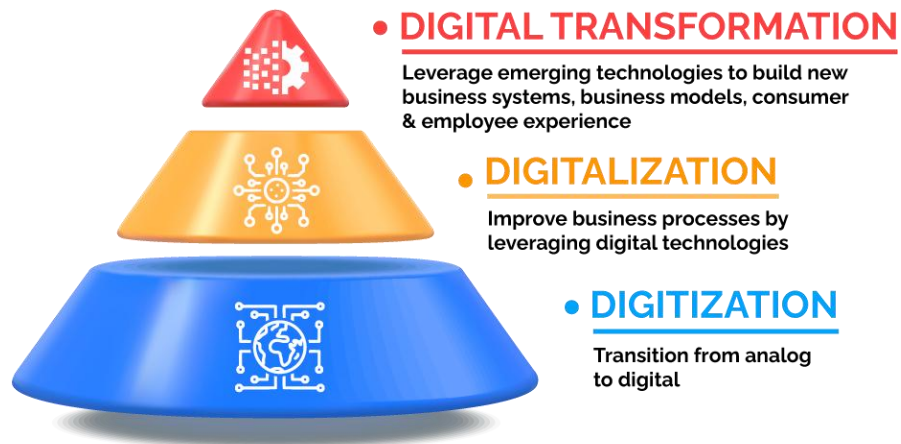 DIGITAL TRANSFORMATION
Leverage emerging technologies to build new
business systems, business models, consumer
& employee experience
DIGITALIZATION
Improve business processes by
leveraging digital technologies
DIGITIZATION
Transition from analog
to digital